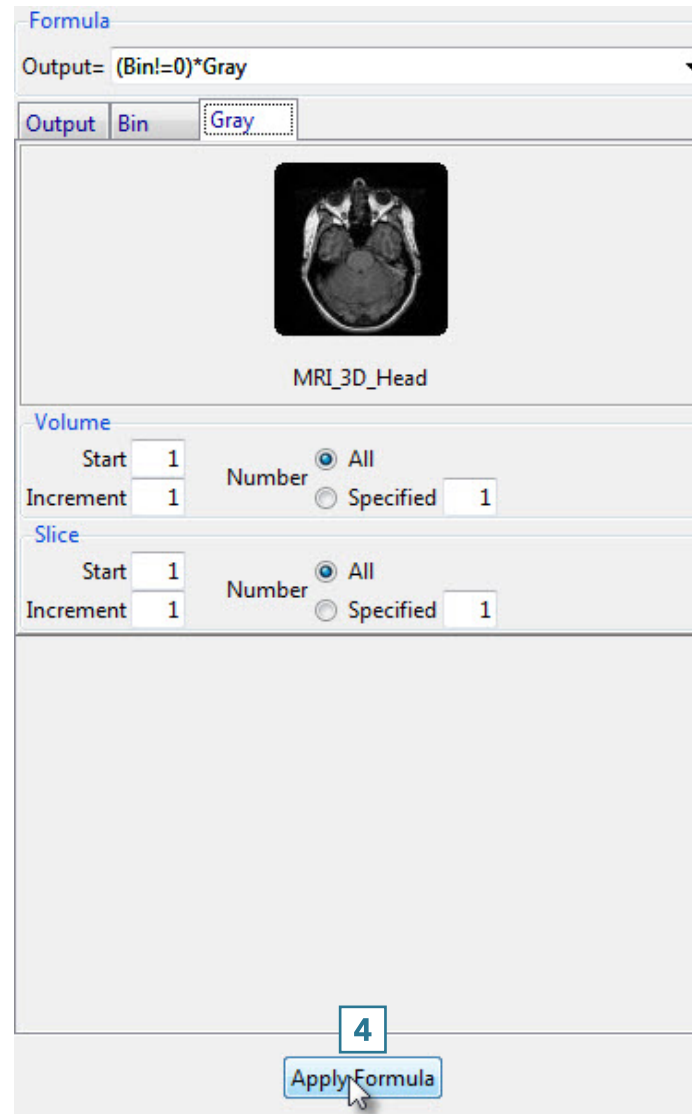 Formula
Output= (Bin!=0)*Gray
Output Bin Gray
MRI_3D_Head
Volume
Start 1
Number
All
Increment 1
Specified 1
Slice
Start 1
Number
All
Increment 1
Specified 1
4
Apply Formula